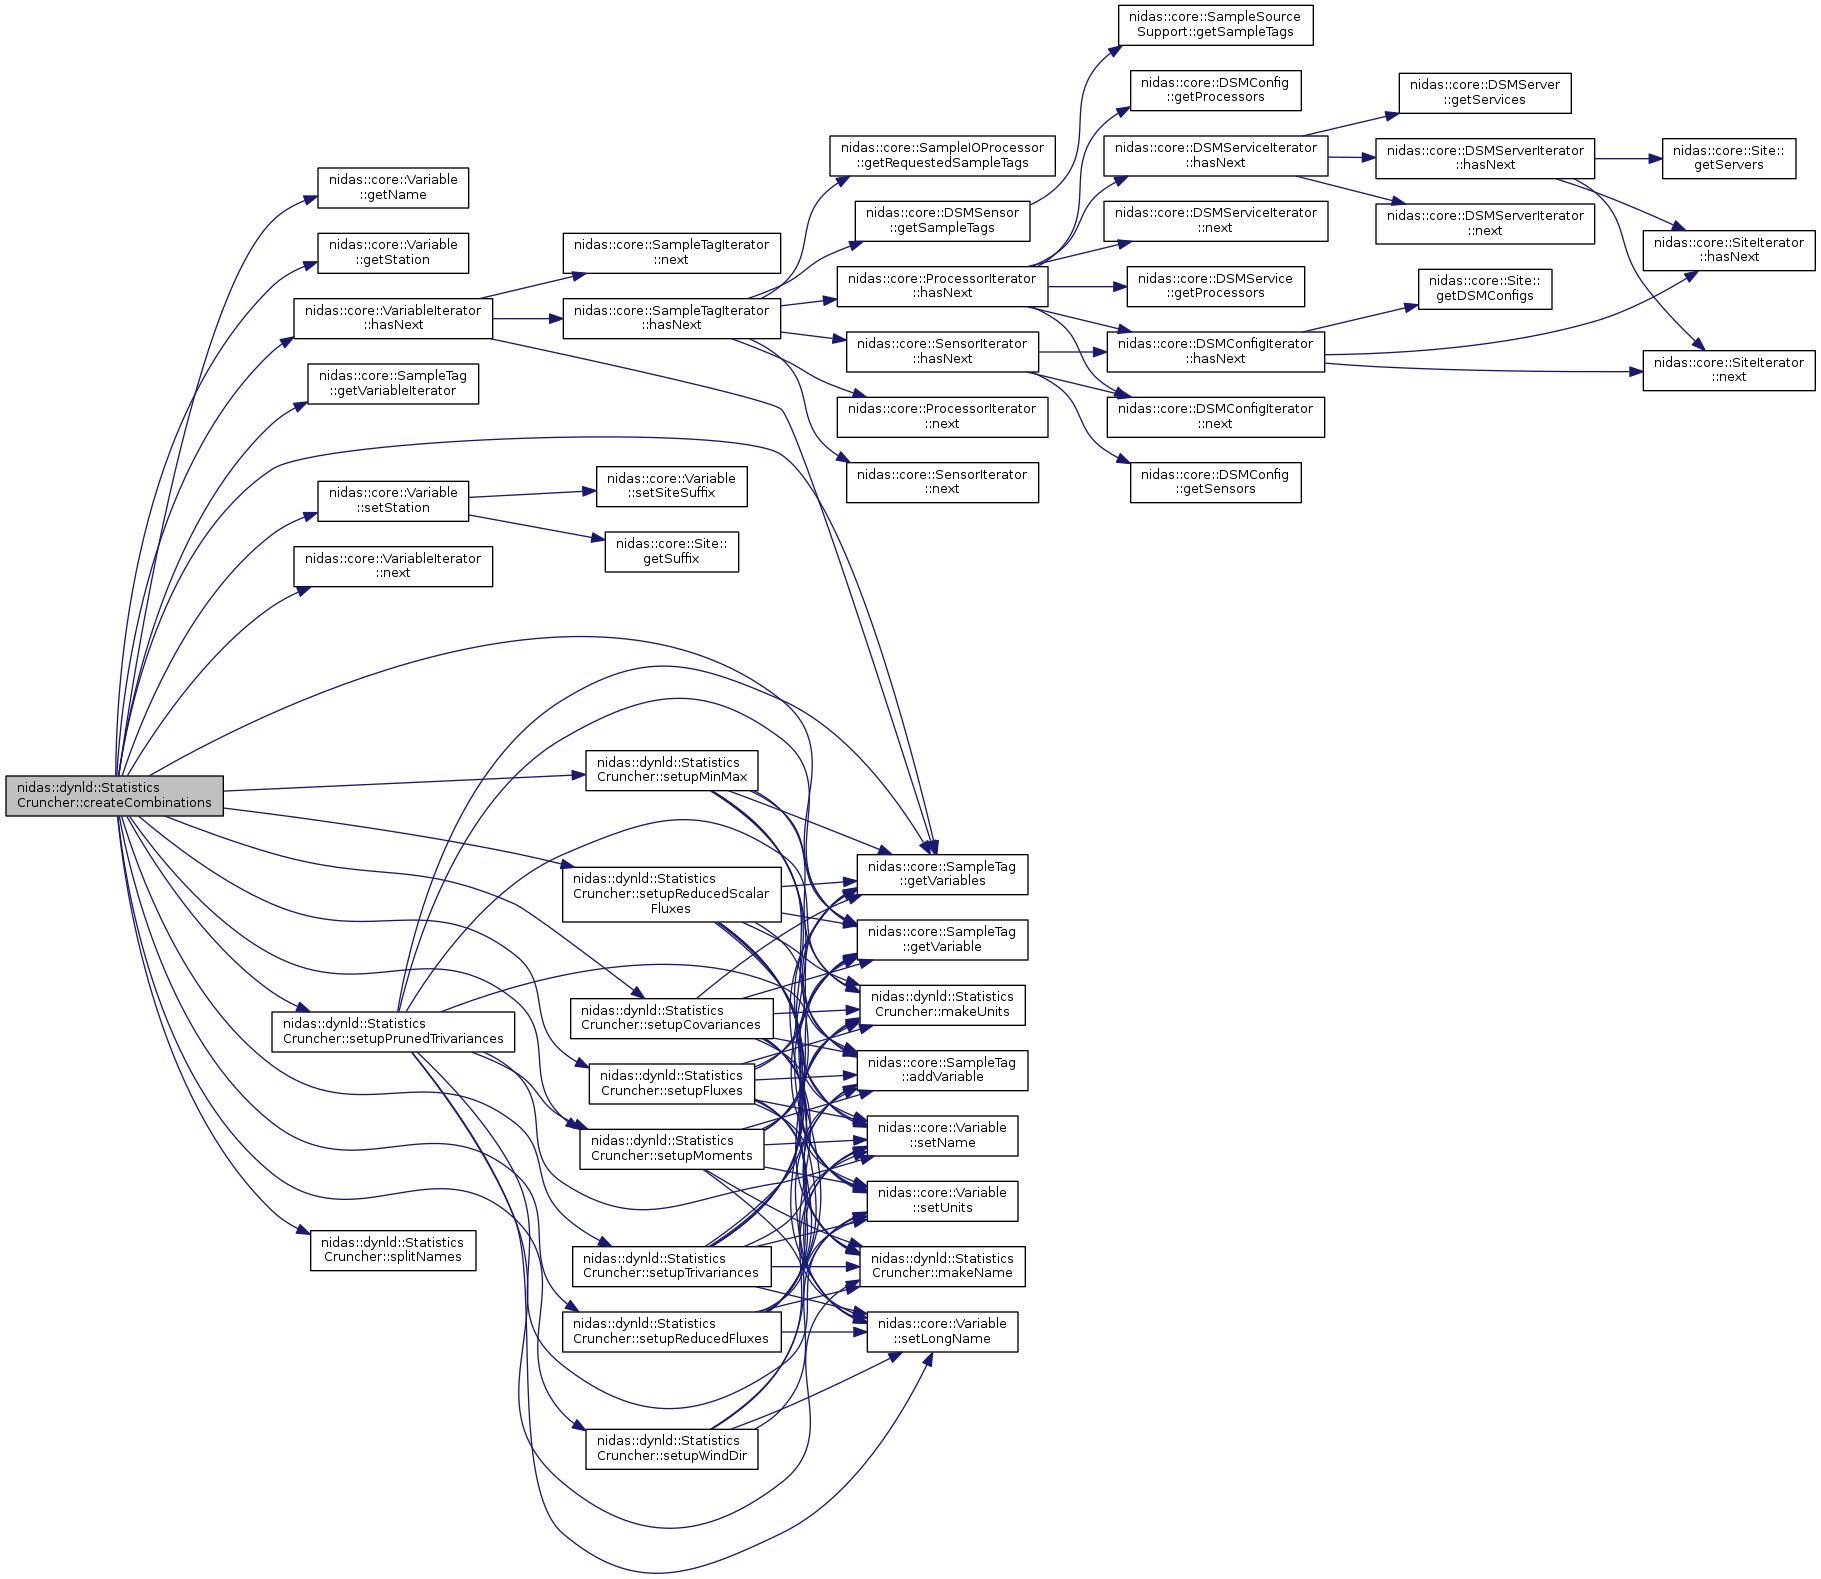 nidas::dynld::Statistics
Cruncher::createCombinations
nidas::core::Variable
::getName
nidas::core::Variable
::getStation
nidas::core::VariableIterator
::hasNext
nidas::core::SampleTag
::getVariableIterator
nidas::core::Variable
::setStation
nidas::core::VariableIterator
::next
nidas::dynld::Statistics
Cruncher::setupPrunedTrivariances
nidas::dynld::Statistics
Cruncher::splitNames
nidas::core::SampleTagIterator
::next
nidas::core::SampleTagIterator
::hasNext
nidas::core::Variable
::setSiteSuffix
nidas::core::Site::
getSuffix
nidas::dynld::Statistics
Cruncher::setupMinMax
nidas::dynld::Statistics
Cruncher::setupReducedScalar
Fluxes
nidas::dynld::Statistics
Cruncher::setupCovariances
nidas::dynld::Statistics
Cruncher::setupFluxes
nidas::dynld::Statistics
Cruncher::setupMoments
nidas::dynld::Statistics
Cruncher::setupTrivariances
nidas::dynld::Statistics
Cruncher::setupReducedFluxes
nidas::dynld::Statistics
Cruncher::setupWindDir
nidas::core::SampleIOProcessor
::getRequestedSampleTags
nidas::core::DSMSensor
::getSampleTags
nidas::core::ProcessorIterator
::hasNext
nidas::core::SensorIterator
::hasNext
nidas::core::ProcessorIterator
::next
nidas::core::SensorIterator
::next
nidas::core::SampleTag
::getVariables
nidas::core::SampleTag
::getVariable
nidas::dynld::Statistics
Cruncher::makeUnits
nidas::core::SampleTag
::addVariable
nidas::core::Variable
::setName
nidas::core::Variable
::setUnits
nidas::dynld::Statistics
Cruncher::makeName
nidas::core::Variable
::setLongName
nidas::core::SampleSource
Support::getSampleTags
nidas::core::DSMConfig
::getProcessors
nidas::core::DSMServiceIterator
::hasNext
nidas::core::DSMServiceIterator
::next
nidas::core::DSMService
::getProcessors
nidas::core::DSMConfigIterator
::hasNext
nidas::core::DSMConfigIterator
::next
nidas::core::DSMConfig
::getSensors
nidas::core::DSMServer
::getServices
nidas::core::DSMServerIterator
::hasNext
nidas::core::DSMServerIterator
::next
nidas::core::Site::
getDSMConfigs
nidas::core::Site::
getServers
nidas::core::SiteIterator
::hasNext
nidas::core::SiteIterator
::next